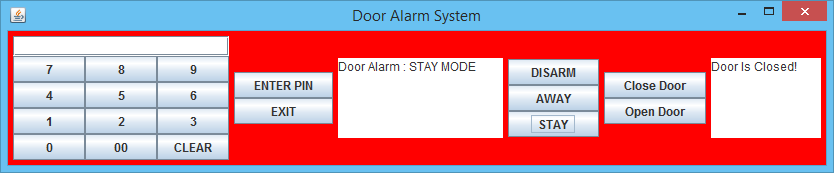 Door Alarm System
7 8 9
4 5 6
1 2 3
0 00 CLEAR
ENTER PIN
EXIT
Door Alarm : STAY MODE
DISARM
AWAY
STAY
Close Door
Open Door
Door Is Closed!